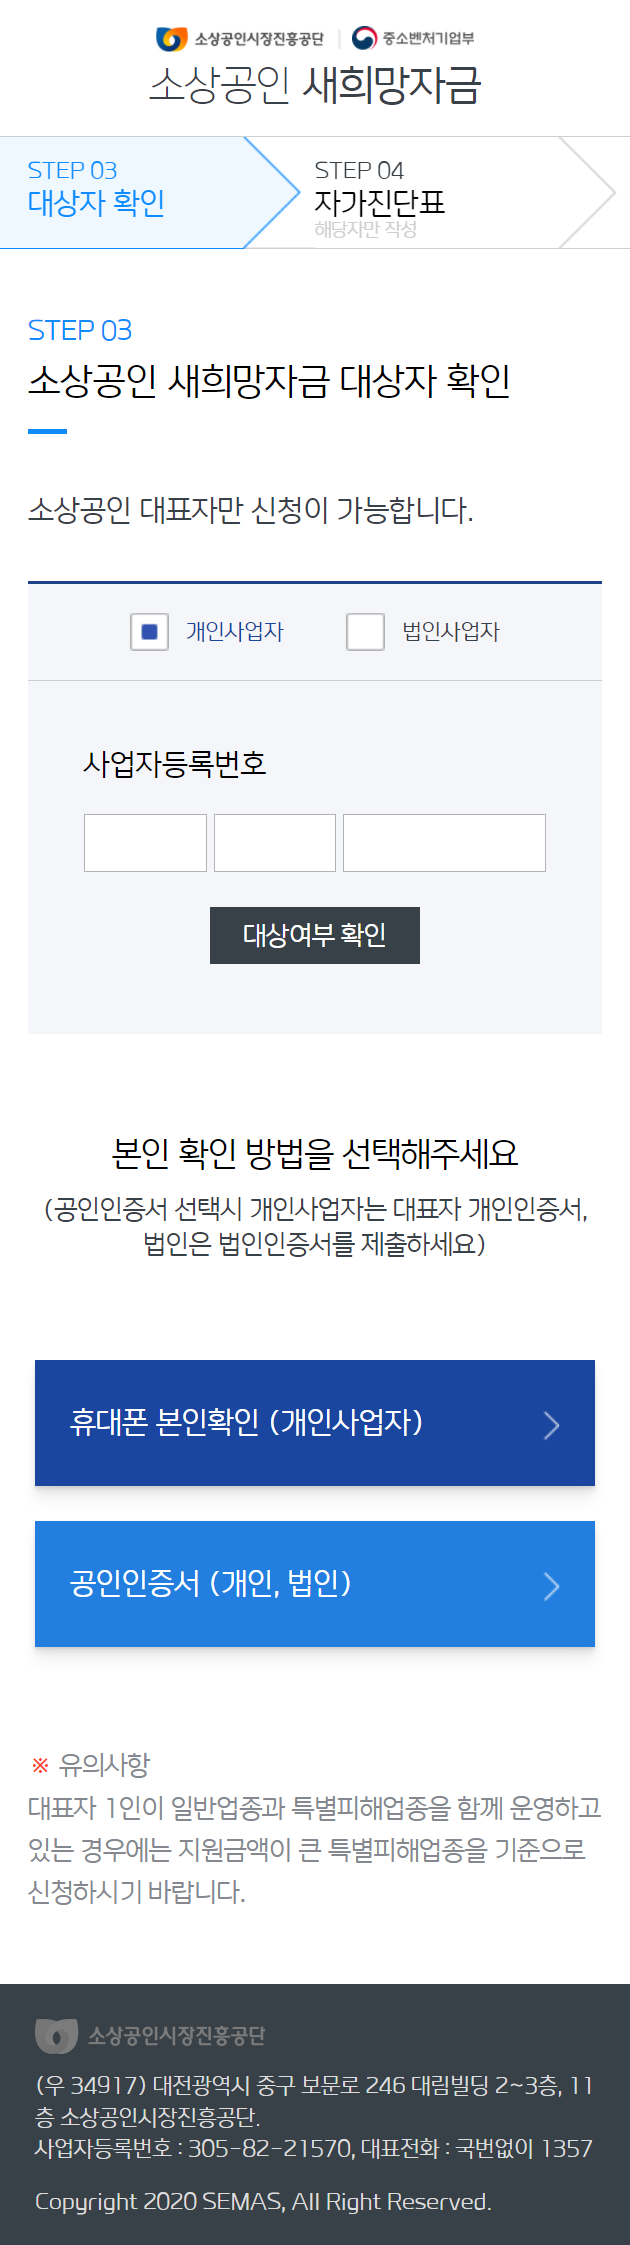 소상공인시장진흥공단 중소벤처기업부
소상공인 새희망자금
STEP 03
대상자 확인
STEP 04
자가진단표
해당자만 작성
STEP 03
소상공인 새희망자금 대상자 확인
소상공인 대표자만 신청이 가능합니다.
개인사업자 법인사업자
사업자등록번호
대상여부 확인
본인 확인 방법을 선택해주세요
(공인인증서 선택시 개인사업자는 대표자 개인인증서,
법인은 법인인증서를 제출하세요)
휴대폰 본인확인 (개인사업자)
공인인증서 (개인, 법인)
※ 유의사항
대표자 1인이 일반업종과 특별피해업종을 함께 운영하고
있는 경우에는 지원금액이 큰 특별피해업종을 기준으로
신청하시기 바랍니다.
소상공인시장진흥공단
(우 34917) 대전광역시 중구 보문로 246 대림빌딩 2~3층, 11
층 소상공인시장진흥공단.
사업자등록번호 : 305-82-21570, 대표전화 : 국번없이 1357
Copyright 2020 SEMAS, All Right Reserved.